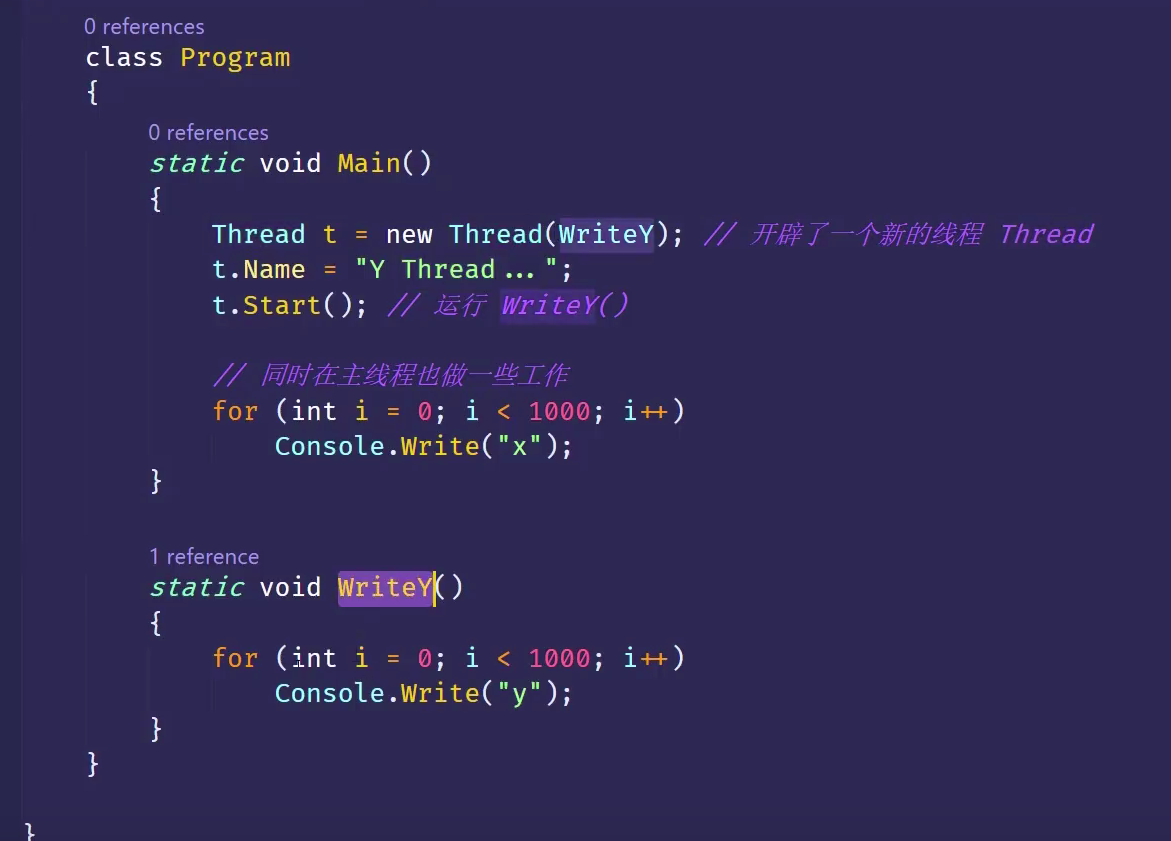 0 references
class Program
{
0 references
static void Main()
{
Thread t = new Thread(WriteY); // 开辟了一个新的线程 Thread
t.Name = "Y Thread...";
t.Start(); // 运行 WriteY()
// 同时在主线程也做一些工作
for (int i = 0; i < 1000; i++)
Console.Write("x");
}
1 reference
static void WriteY()
{
for (int i = 0; i < 1000; i++)
Console.Write("y");
}
}
}